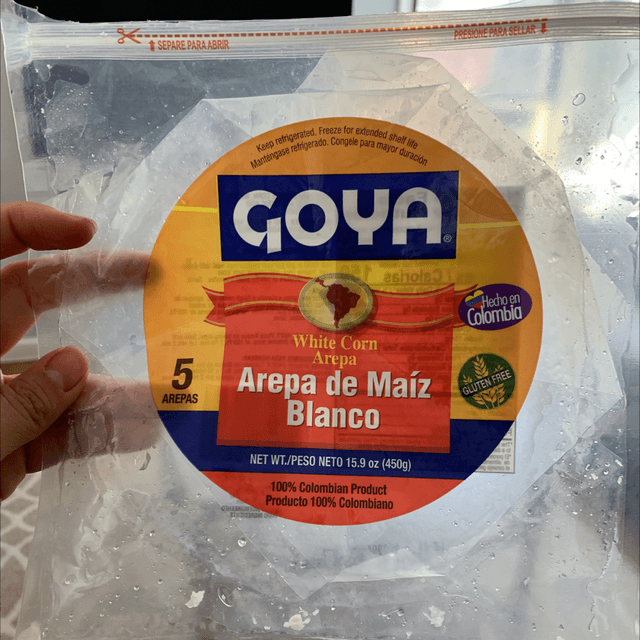 SEPARE PARA ABRIR
PRESIONE PARA SELLAR
Keep refrigerated. Freeze for extended shelf life
Manténgase refrigerado. Congele para mayor duración
GOYA®
Calories
Hecho en
Colombia
White Corn
Arepa
5
AREPAS
Arepa de Maíz
Blanco
GLUTEN FREE
NET WT./PESO NETO 15.9 oz (450g)
100% Colombian Product
Producto 100% Colombiano